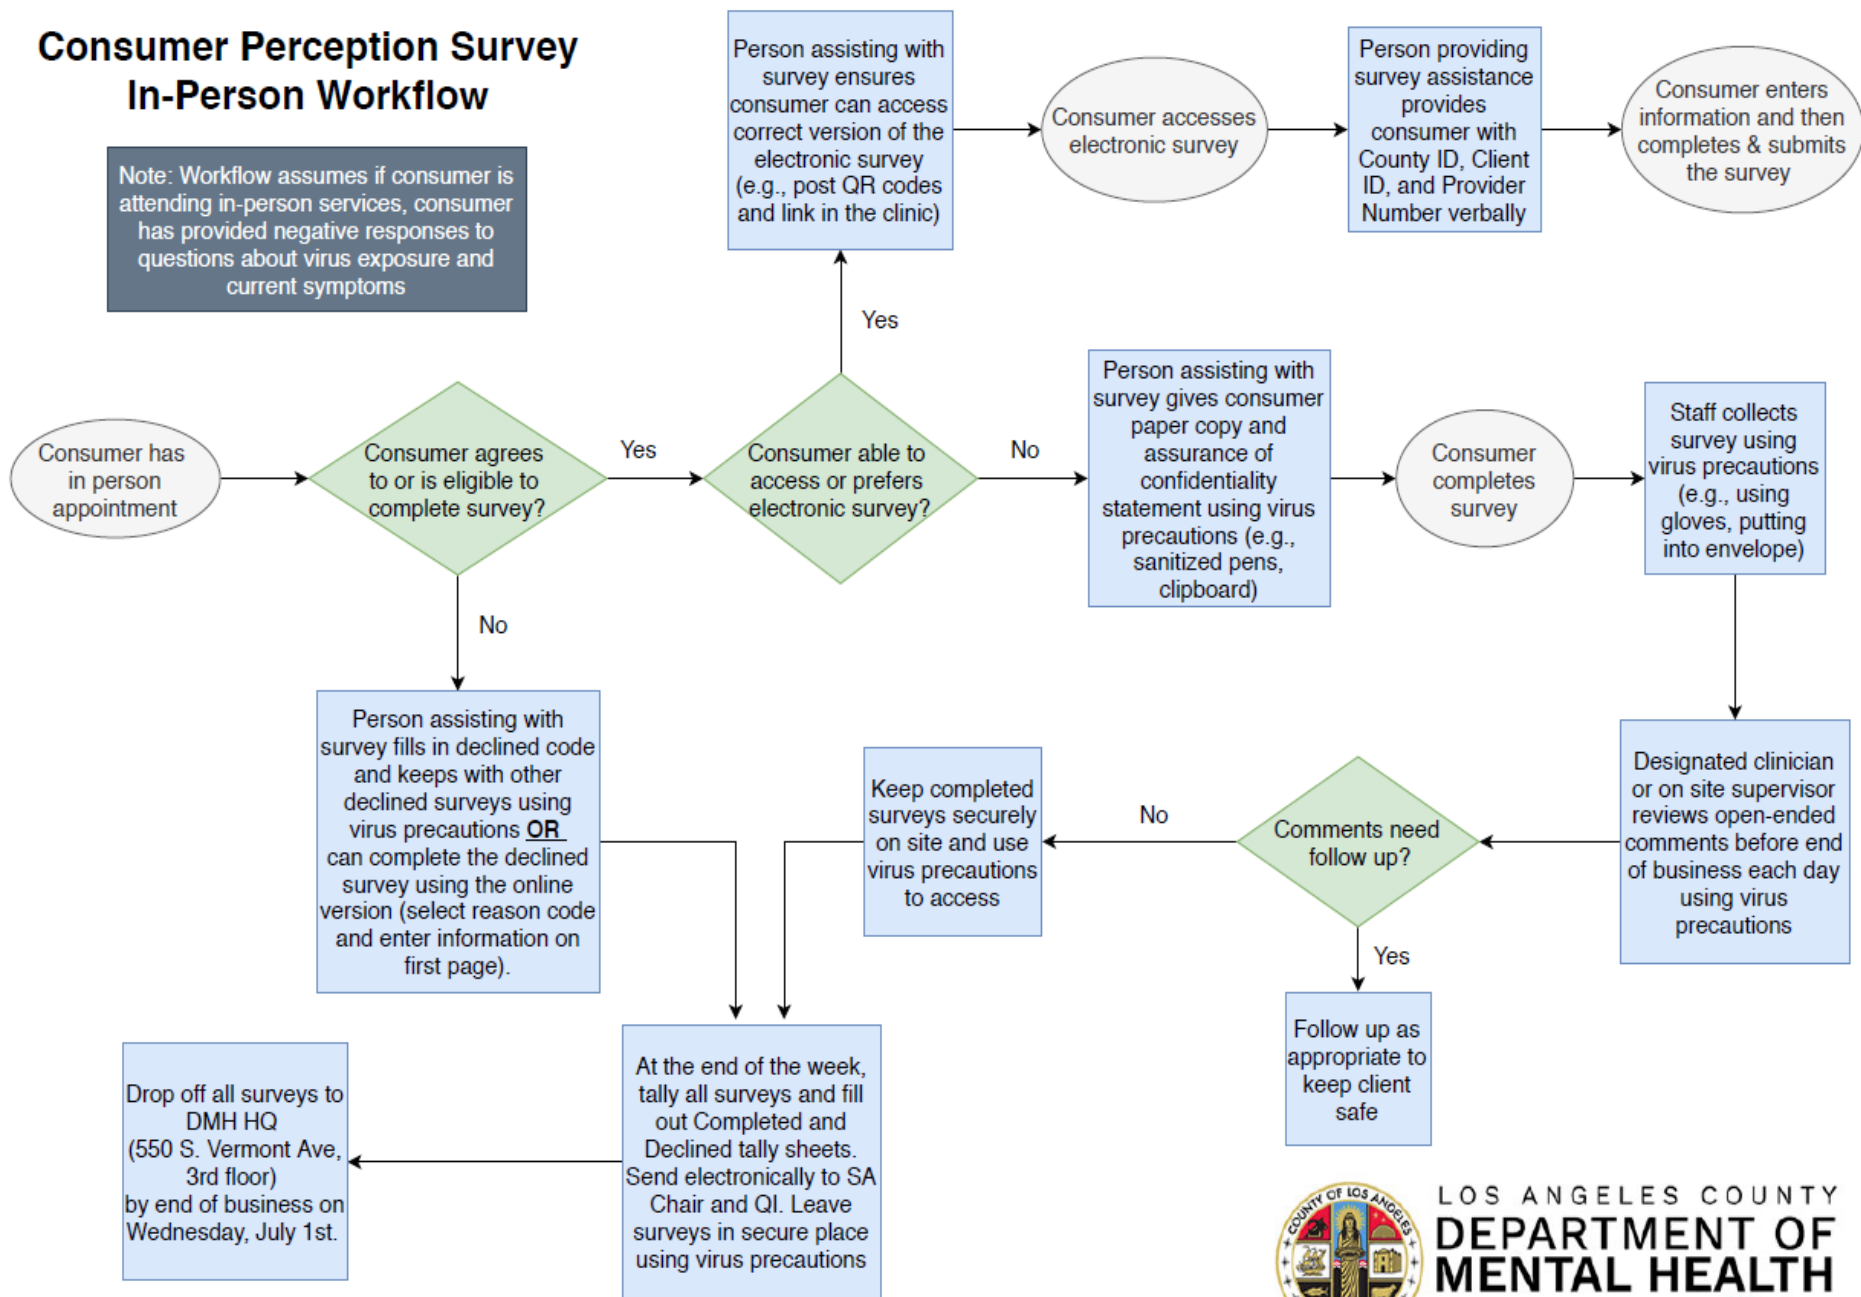 Consumer Perception Survey
In-Person Workflow
Note: Workflow assumes if consumer is
attending in-person services, consumer
has provided negative responses to
questions about virus exposure and
current symptoms
Person assisting with
survey ensures
consumer can access
correct version of the
electronic survey
(e.g., post QR codes
and link in the clinic)
Consumer accesses
electronic survey
Person providing
survey assistance
provides
consumer with
County ID, Client
ID, and Provider
Number verbally
Consumer enters
information and then
completes & submits
the survey
Yes
Consumer has
in person
appointment
Consumer agrees
to or is eligible to
complete survey?
Yes
Consumer able to
access or prefers
electronic survey?
No
Person assisting with
survey gives consumer
paper copy and
assurance of
confidentiality
statement using virus
precautions (e.g.,
sanitized pens,
clipboard)
Consumer
completes
survey
Staff collects
survey using
virus precautions
(e.g., using
gloves, putting
into envelope)
No
Person assisting with
survey fills in declined code
and keeps with other
declined surveys using
virus precautions OR
can complete the declined
survey using the online
version (select reason code
and enter information on
first page).
Keep completed
surveys securely
on site and use
virus precautions
to access
No
Comments need
follow up?
Designated clinician
or on site supervisor
reviews open-ended
comments before end
of business each day
using virus
precautions
Yes
Follow up as
appropriate to
keep client
safe
Drop off all surveys to
DMH HQ
(550 S. Vermont Ave,
3rd floor)
by end of business on
Wednesday, July 1st.
At the end of the week,
tally all surveys and fill
out Completed and
Declined tally sheets.
Send electronically to SA
Chair and QI. Leave
surveys in secure place
using virus precautions
COUNTY OF LOS ANGELES
LOS ANGELES COUNTY
DEPARTMENT OF
MENTAL HEALTH